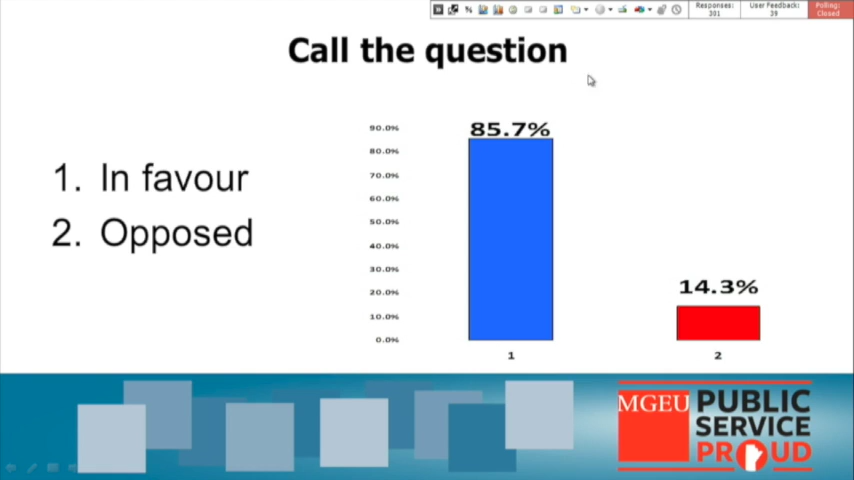 Responses:
201
User Feedback:
39
Polling:
Closed
Call the question
1. In favour
2. Opposed
90.0%
80.0%
70.0%
60.0%
50.0%
40.0%
30.0%
20.0%
10.0%
0.0%
85.7%
14.3%
1
2
MGEU
PUBLIC
SERVICE
PROUD